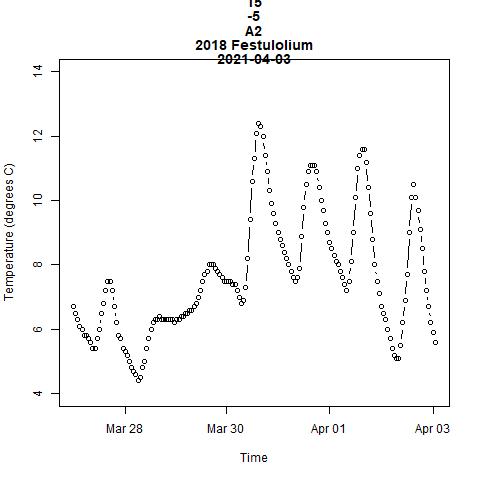 15
-5
A2
2018 Festulolium
2021-04-03
Temperature (degrees C)
14
12
10
8
6
4
Mar 28
Mar 30
Apr 01
Apr 03
Time